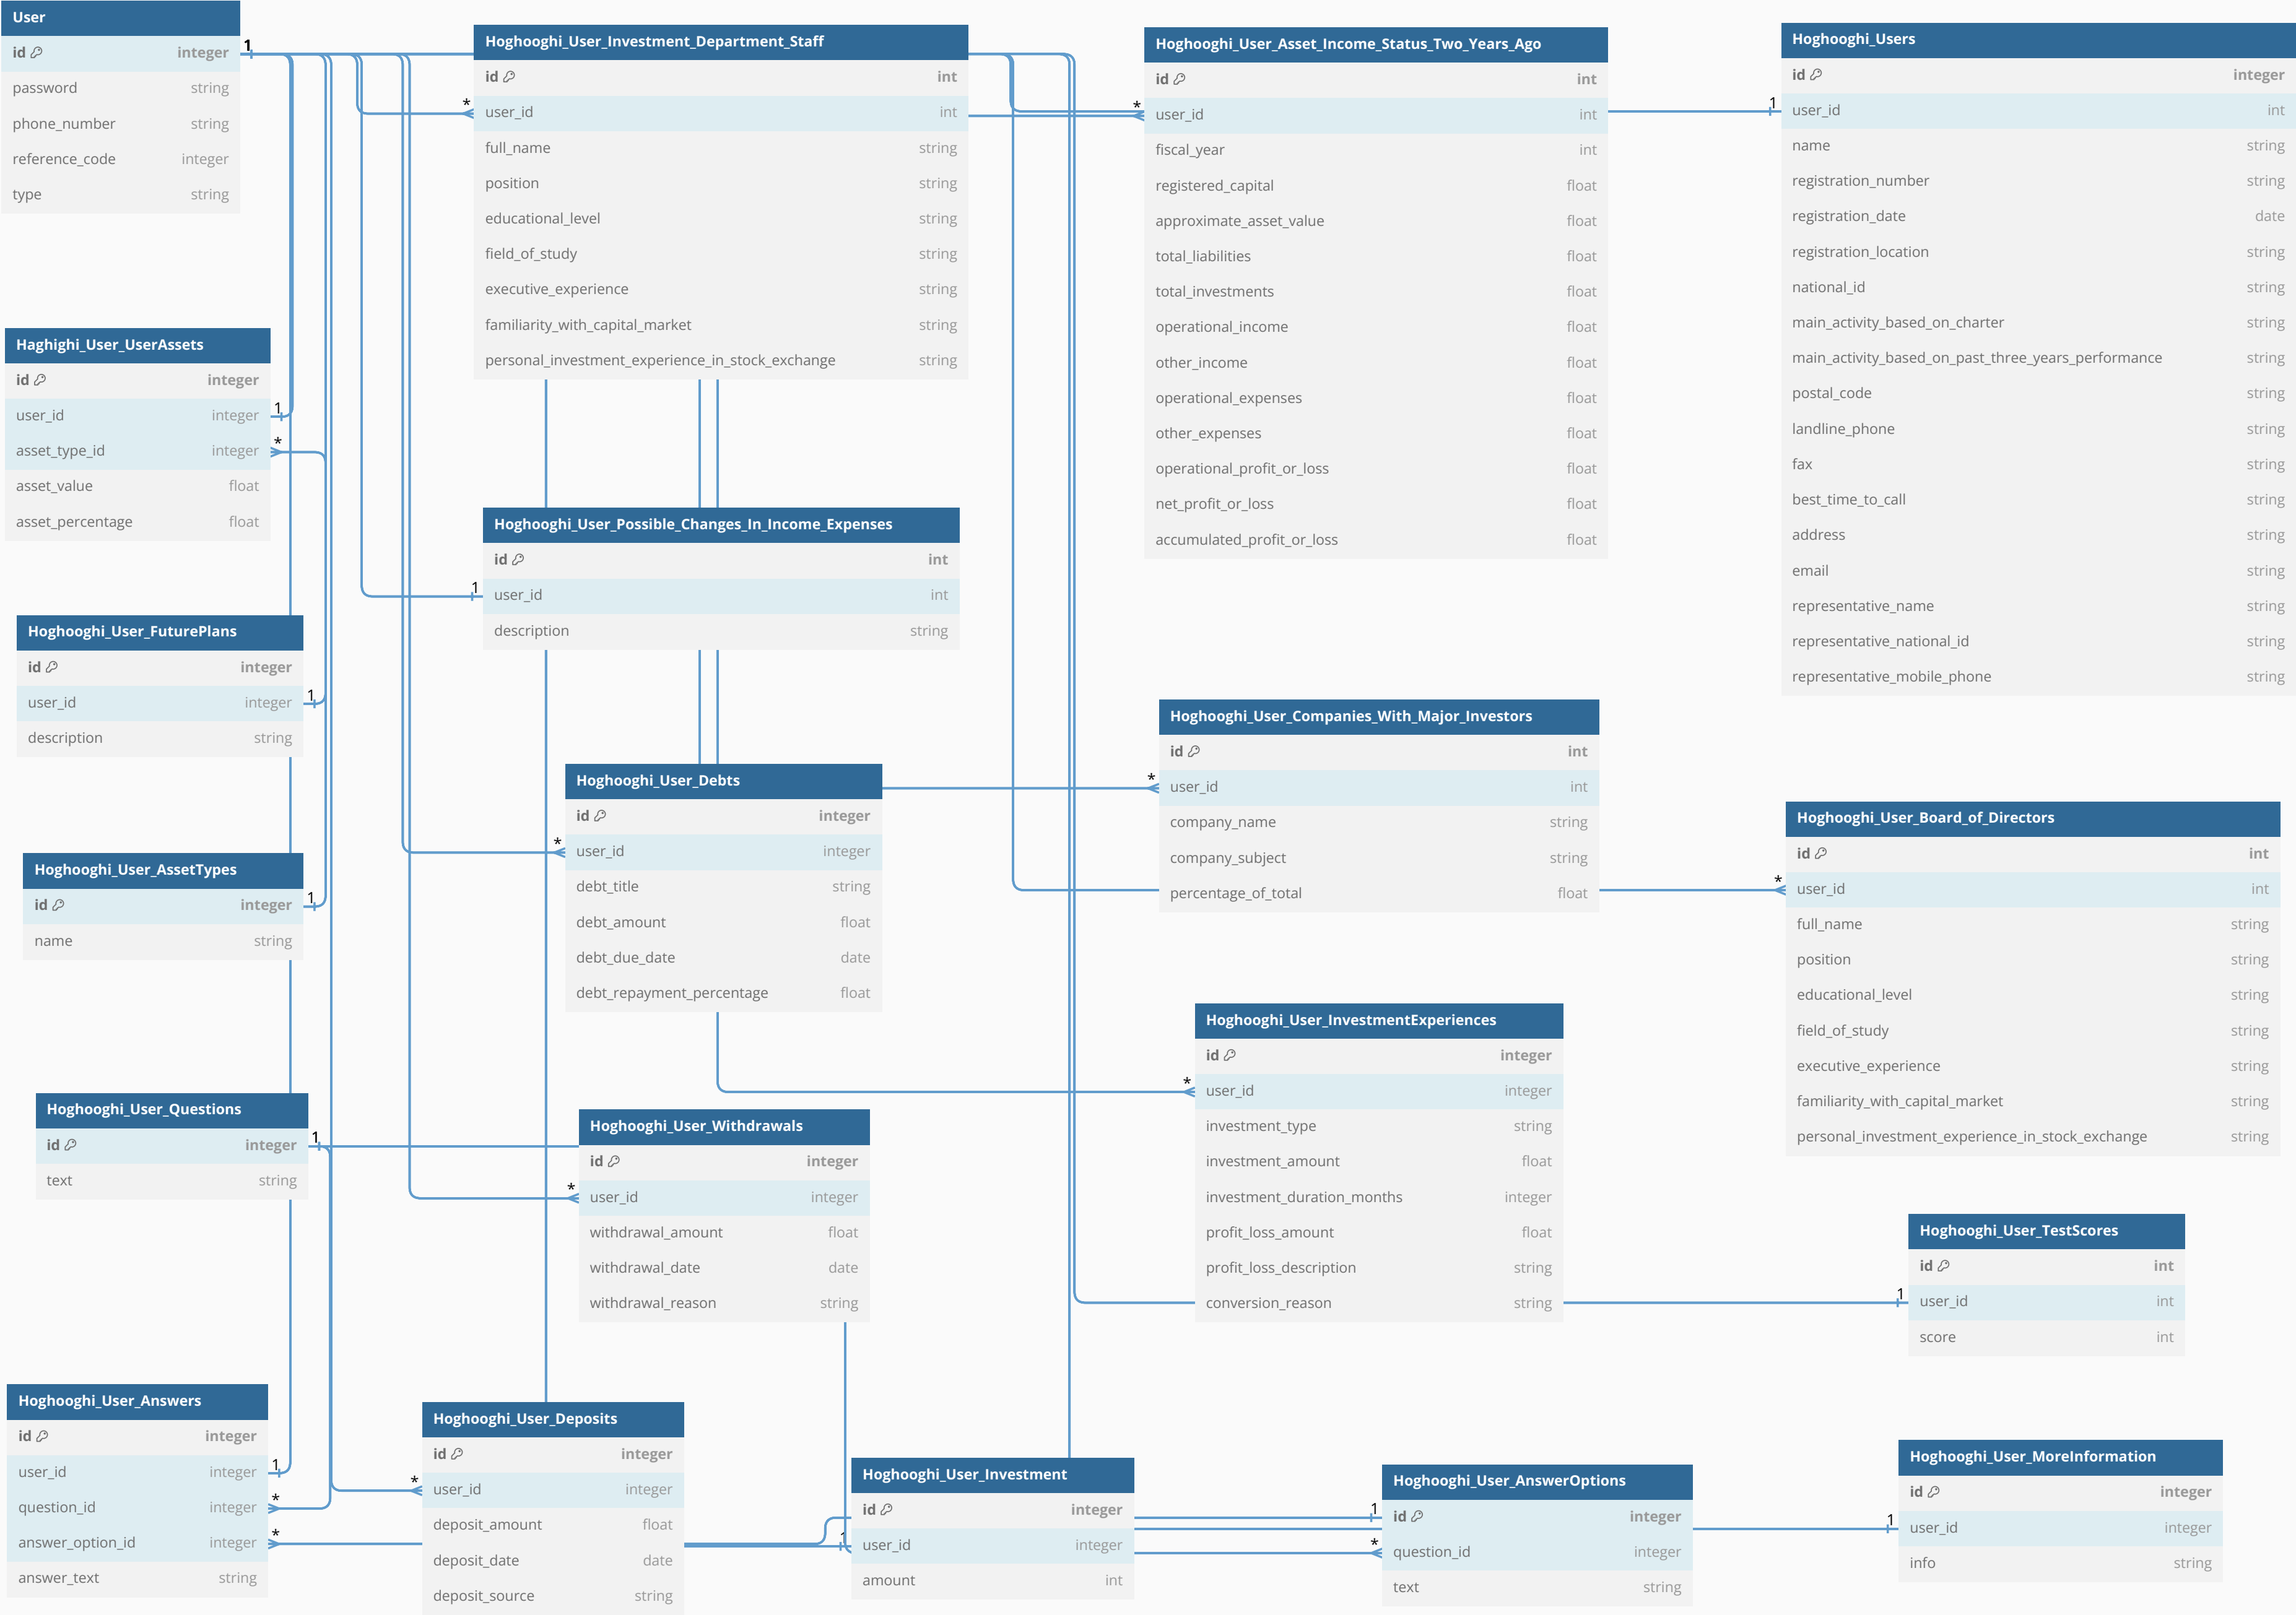 User
id integer
password string
phone_number string
reference_code integer
type string
1
Hoghooghi_User_Investment_Department_Staff
id int
* user_id int
full_name string
position string
educational_level string
field_of_study string
executive_experience string
familiarity_with_capital_market string
personal_investment_experience_in_stock_exchange string
Hoghooghi_User_Asset_Income_Status_Two_Years_Ago
id int
* user_id int
fiscal_year int
registered_capital float
approximate_asset_value float
total_liabilities float
total_investments float
operational_income float
other_income float
operational_expenses float
other_expenses float
operational_profit_or_loss float
net_profit_or_loss float
accumulated_profit_or_loss float
Hoghooghi_Users
id integer
1 user_id int
name string
registration_number string
registration_date date
registration_location string
national_id string
main_activity_based_on_charter string
main_activity_based_on_past_three_years_performance string
postal_code string
landline_phone string
fax string
best_time_to_call string
address string
email string
representative_name string
representative_national_id string
representative_mobile_phone string
Haghighi_User_UserAssets
id integer
user_id integer 1
asset_type_id integer *
asset_value float
asset_percentage float
Hoghooghi_User_Possible_Changes_In_Income_Expenses
id int
1 user_id int
description string
Hoghooghi_User_FuturePlans
id integer
user_id integer 1
description string
Hoghooghi_User_Debts
id integer
* user_id integer
debt_title string
debt_amount float
debt_due_date date
debt_repayment_percentage float
Hoghooghi_User_Companies_With_Major_Investors
id int
* user_id int
company_name string
company_subject string
percentage_of_total float
Hoghooghi_User_Board_of_Directors
id int
* user_id int
full_name string
position string
educational_level string
field_of_study string
executive_experience string
familiarity_with_capital_market string
personal_investment_experience_in_stock_exchange string
Hoghooghi_User_AssetTypes
id integer 1
name string
Hoghooghi_User_InvestmentExperiences
id integer
* user_id integer
investment_type string
investment_amount float
investment_duration_months integer
profit_loss_amount float
profit_loss_description string
conversion_reason string
Hoghooghi_User_Questions
id integer 1
text string
Hoghooghi_User_Withdrawals
id integer
* user_id integer
withdrawal_amount float
withdrawal_date date
withdrawal_reason string
Hoghooghi_User_TestScores
id int
1 user_id int
score int
Hoghooghi_User_Answers
id integer
user_id integer 1
question_id integer *
answer_option_id integer *
answer_text string
Hoghooghi_User_Deposits
id integer
* user_id integer
deposit_amount float
deposit_date date
deposit_source string
Hoghooghi_User_Investment
id integer
1 user_id integer
amount int
Hoghooghi_User_AnswerOptions
1 id integer
* question_id integer
text string
Hoghooghi_User_MoreInformation
id integer
1 user_id integer
info string